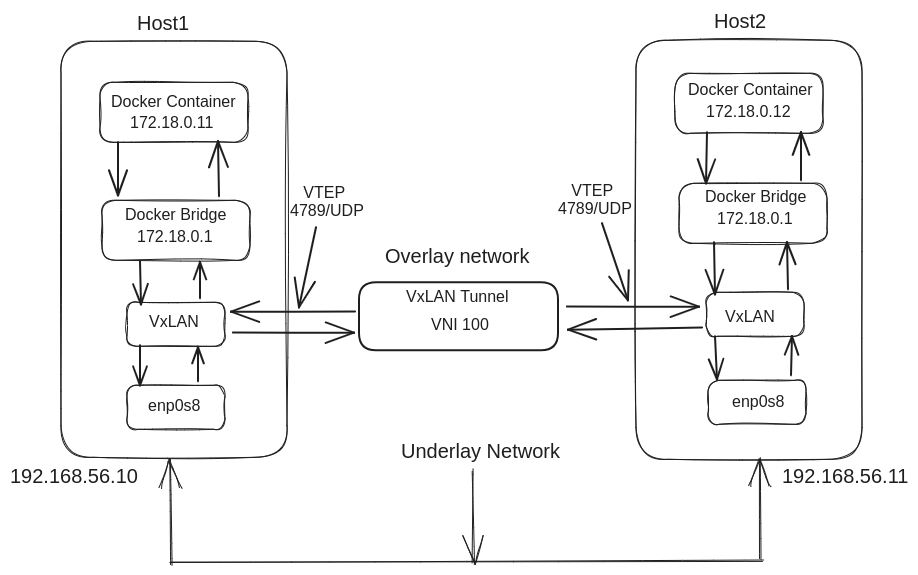 Host1
Host2
Docker Container
172.18.0.11
Docker Container
172.18.0.12
VTEP
4789/UDP
VTEP
4789/UDP
Docker Bridge
172.18.0.1
Docker Bridge
172.18.0.1
Overlay network
VxLAN Tunnel
VNI 100
VxLAN
VxLAN
enp0s8
enp0s8
Underlay Network
192.168.56.10
192.168.56.11